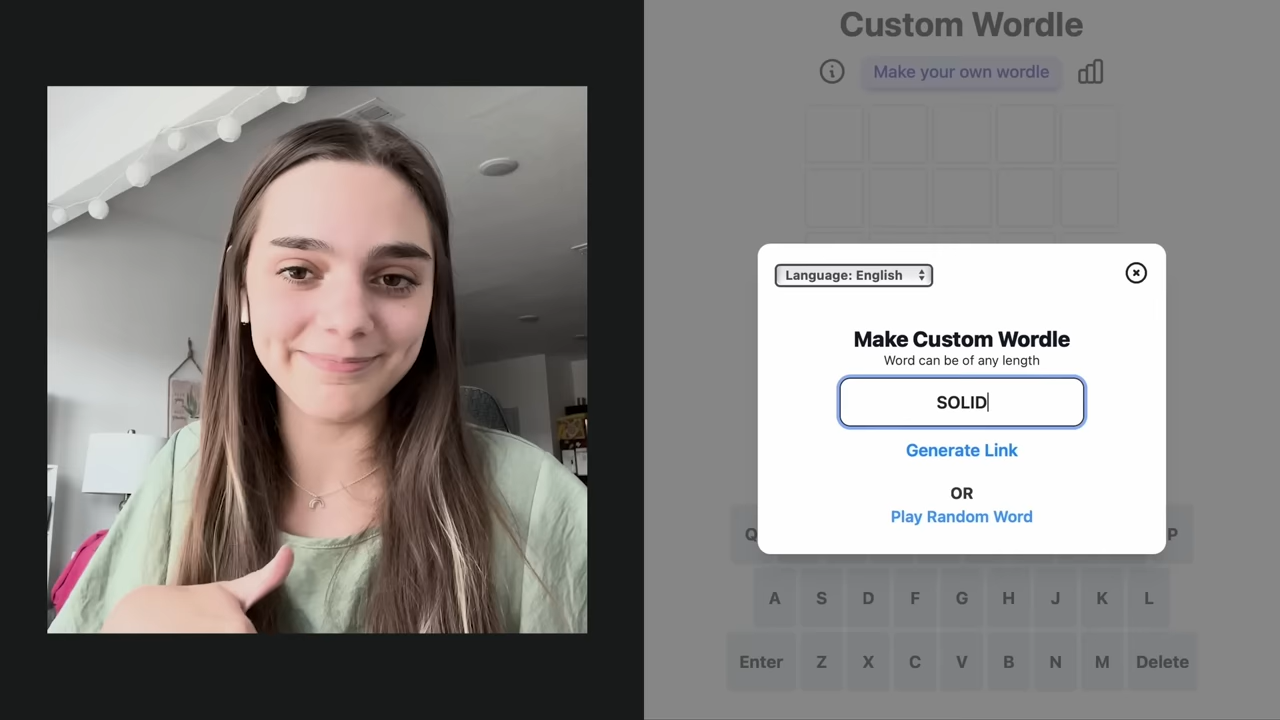 Custom Wordle
Make your own wordle
Language: English
Make Custom Wordle
Word can be of any length
SOLID
Generate Link
OR
Play Random Word
Q P
A S D F G H J K L
Enter Z X C V B N M Delete